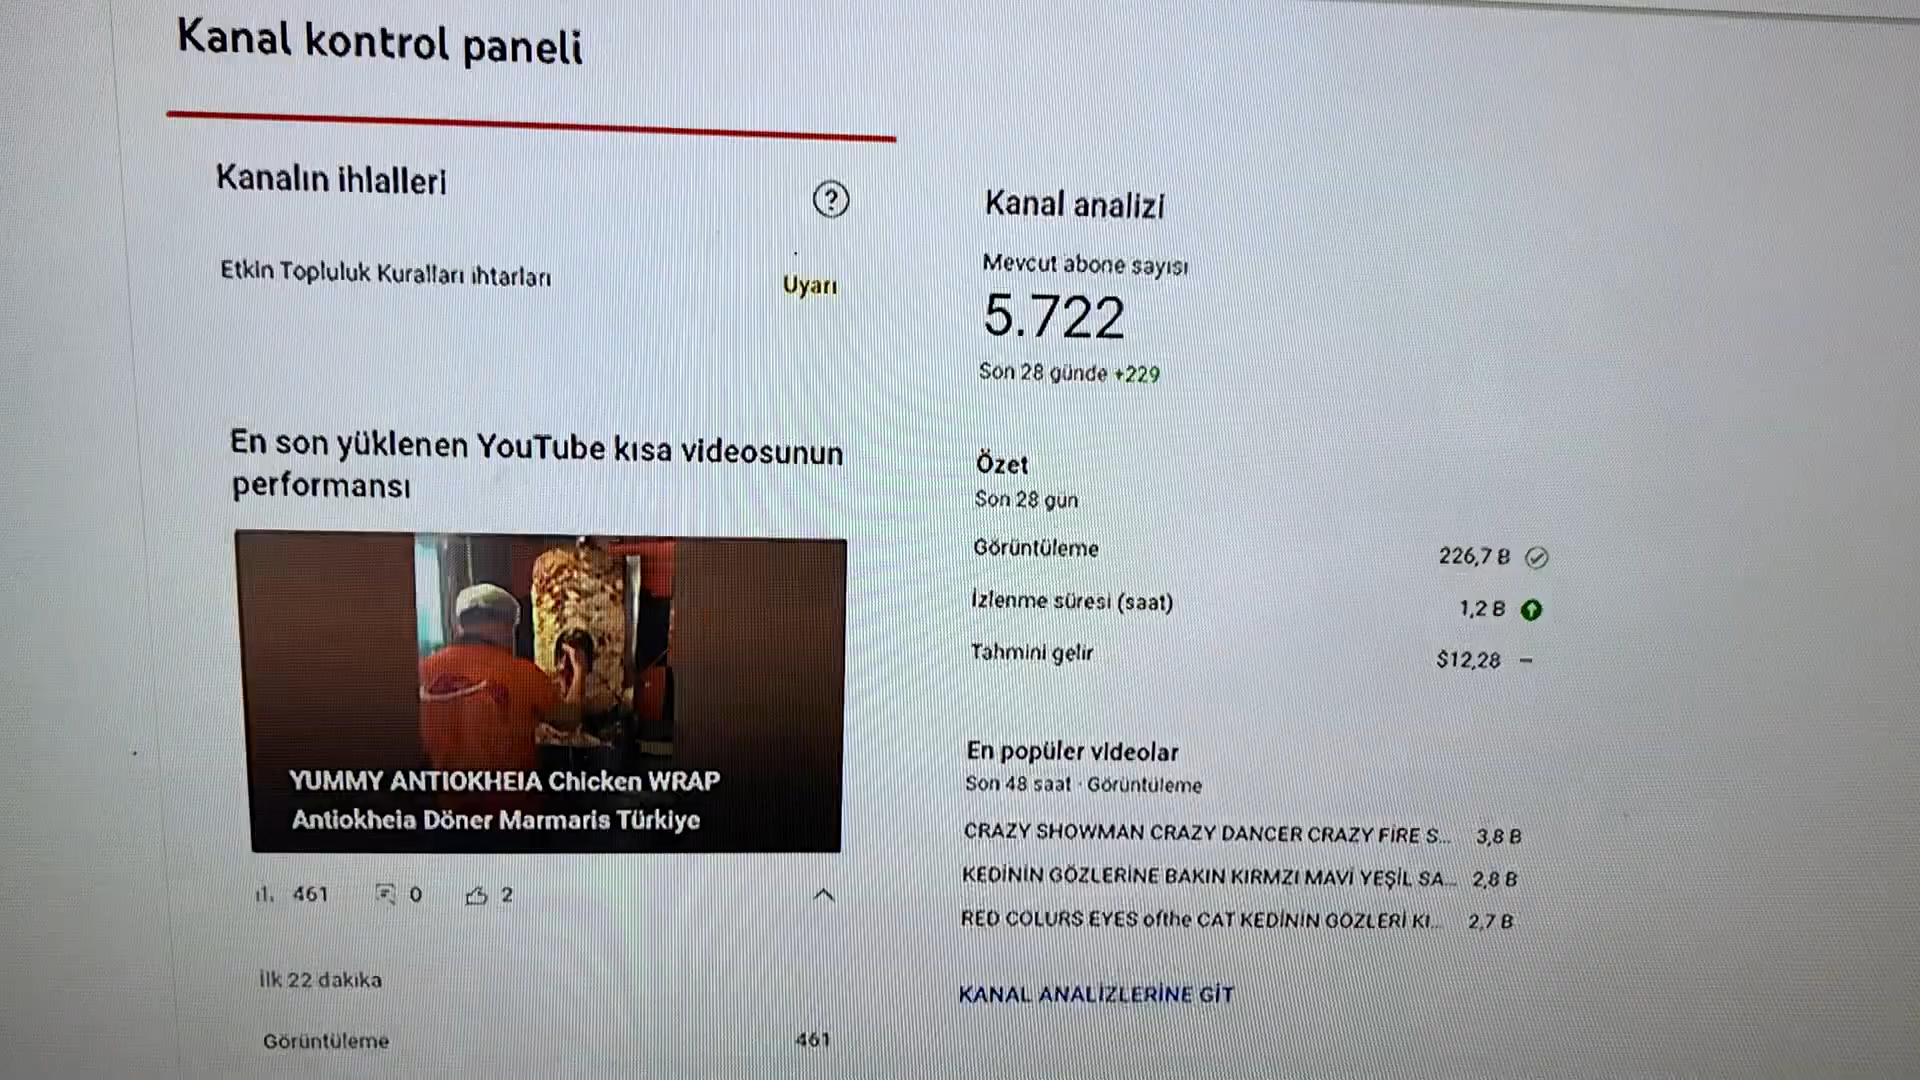 Kanal kontrol paneli
Kanalın ihlalleri
?
Etkin Topluluk Kuralları ihtarları
Uyarı
En son yüklenen YouTube kısa videosunun
performansı
YUMMY ANTIOKHEIA Chicken WRAP
Antiokheia Döner Marmaris Türkiye
461
0
2
İlk 22 dakika
Görüntüleme 461
Kanal analizi
Mevcut abone sayısı
5.722
Son 28 günde +229
Özet
Son 28 gün
Görüntüleme 226,7 B
İzlenme süresi (saat) 1,2 B
Tahmini gelir $12,28 –
En popüler videolar
Son 48 saat · Görüntüleme
CRAZY SHOWMAN CRAZY DANCER CRAZY FİRE S... 3,8 B
KEDİNİN GÖZLERİNE BAKIN KIRMZI MAVİ YEŞİL SA... 2,8 B
RED COLURS EYES ofthe CAT KEDİNİN GÖZLERİ KI... 2,7 B
KANAL ANALİZLERİNE GİT